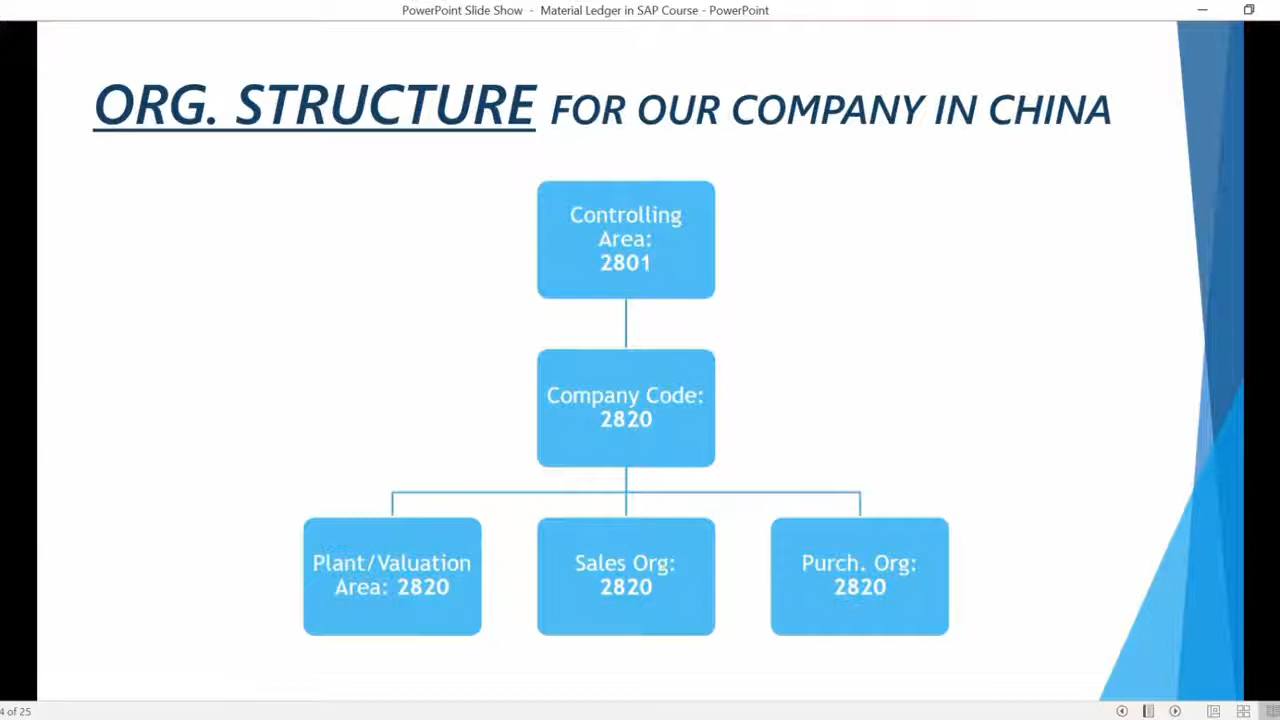 PowerPoint Slide Show - Material Ledger in SAP Course - PowerPoint
ORG. STRUCTURE FOR OUR COMPANY IN CHINA
Controlling
Area:
2801
Company Code:
2820
Plant/Valuation
Area: 2820
Sales Org:
2820
Purch. Org:
2820
4 of 25